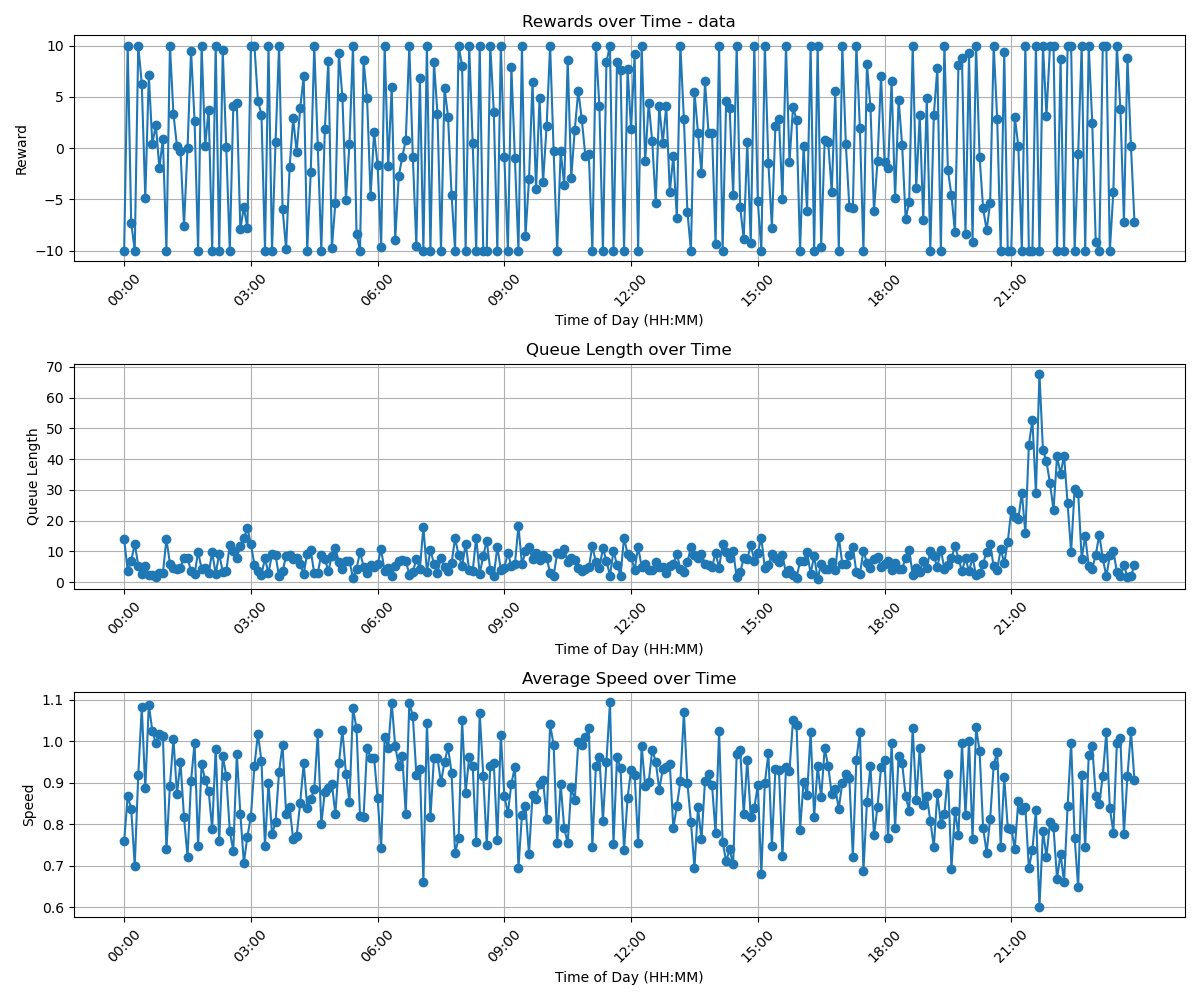 Rewards over Time - data
Reward
10
5
0
−5
−10
00:00 03:00 06:00 09:00 12:00 15:00 18:00 21:00
Time of Day (HH:MM)
Queue Length over Time
Queue Length
70
60
50
40
30
20
10
0
00:00 03:00 06:00 09:00 12:00 15:00 18:00 21:00
Time of Day (HH:MM)
Average Speed over Time
Speed
1.1
1.0
0.9
0.8
0.7
0.6
00:00 03:00 06:00 09:00 12:00 15:00 18:00 21:00
Time of Day (HH:MM)